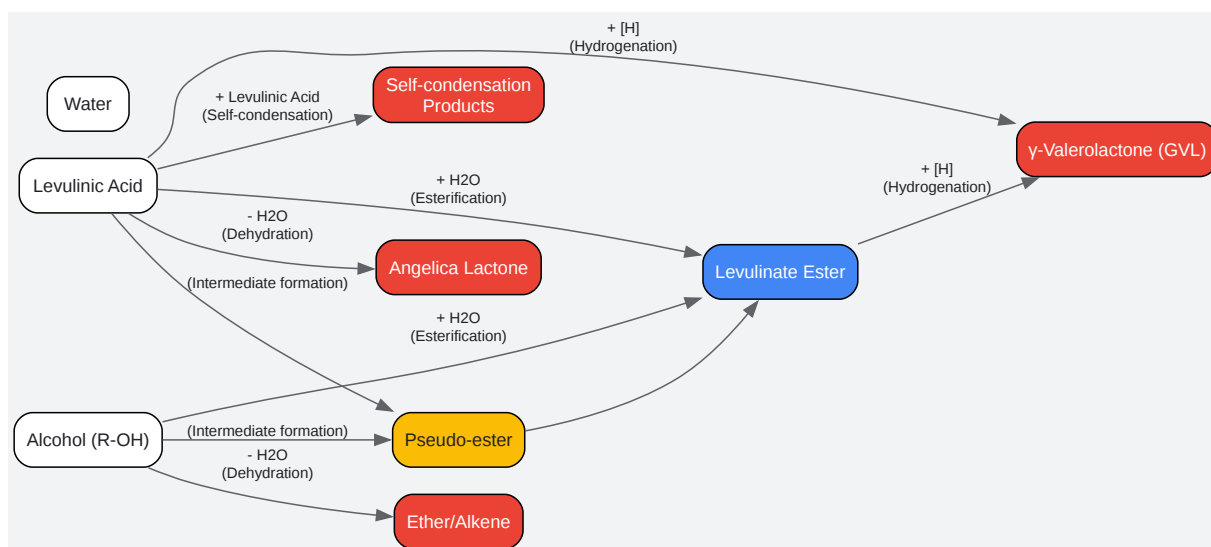 + [H]
(Hydrogenation)
Self-condensation
Products
+ Levulinic Acid
(Self-condensation)
Water
γ-Valerolactone (GVL)
Levulinic Acid
+ H2O
(Esterification)
+ [H]
(Hydrogenation)
- H2O
(Dehydration)
Angelica Lactone
Levulinate Ester
(Intermediate formation)
+ H2O
(Esterification)
Alcohol (R-OH)
(Intermediate formation)
Pseudo-ester
- H2O
(Dehydration)
Ether/Alkene